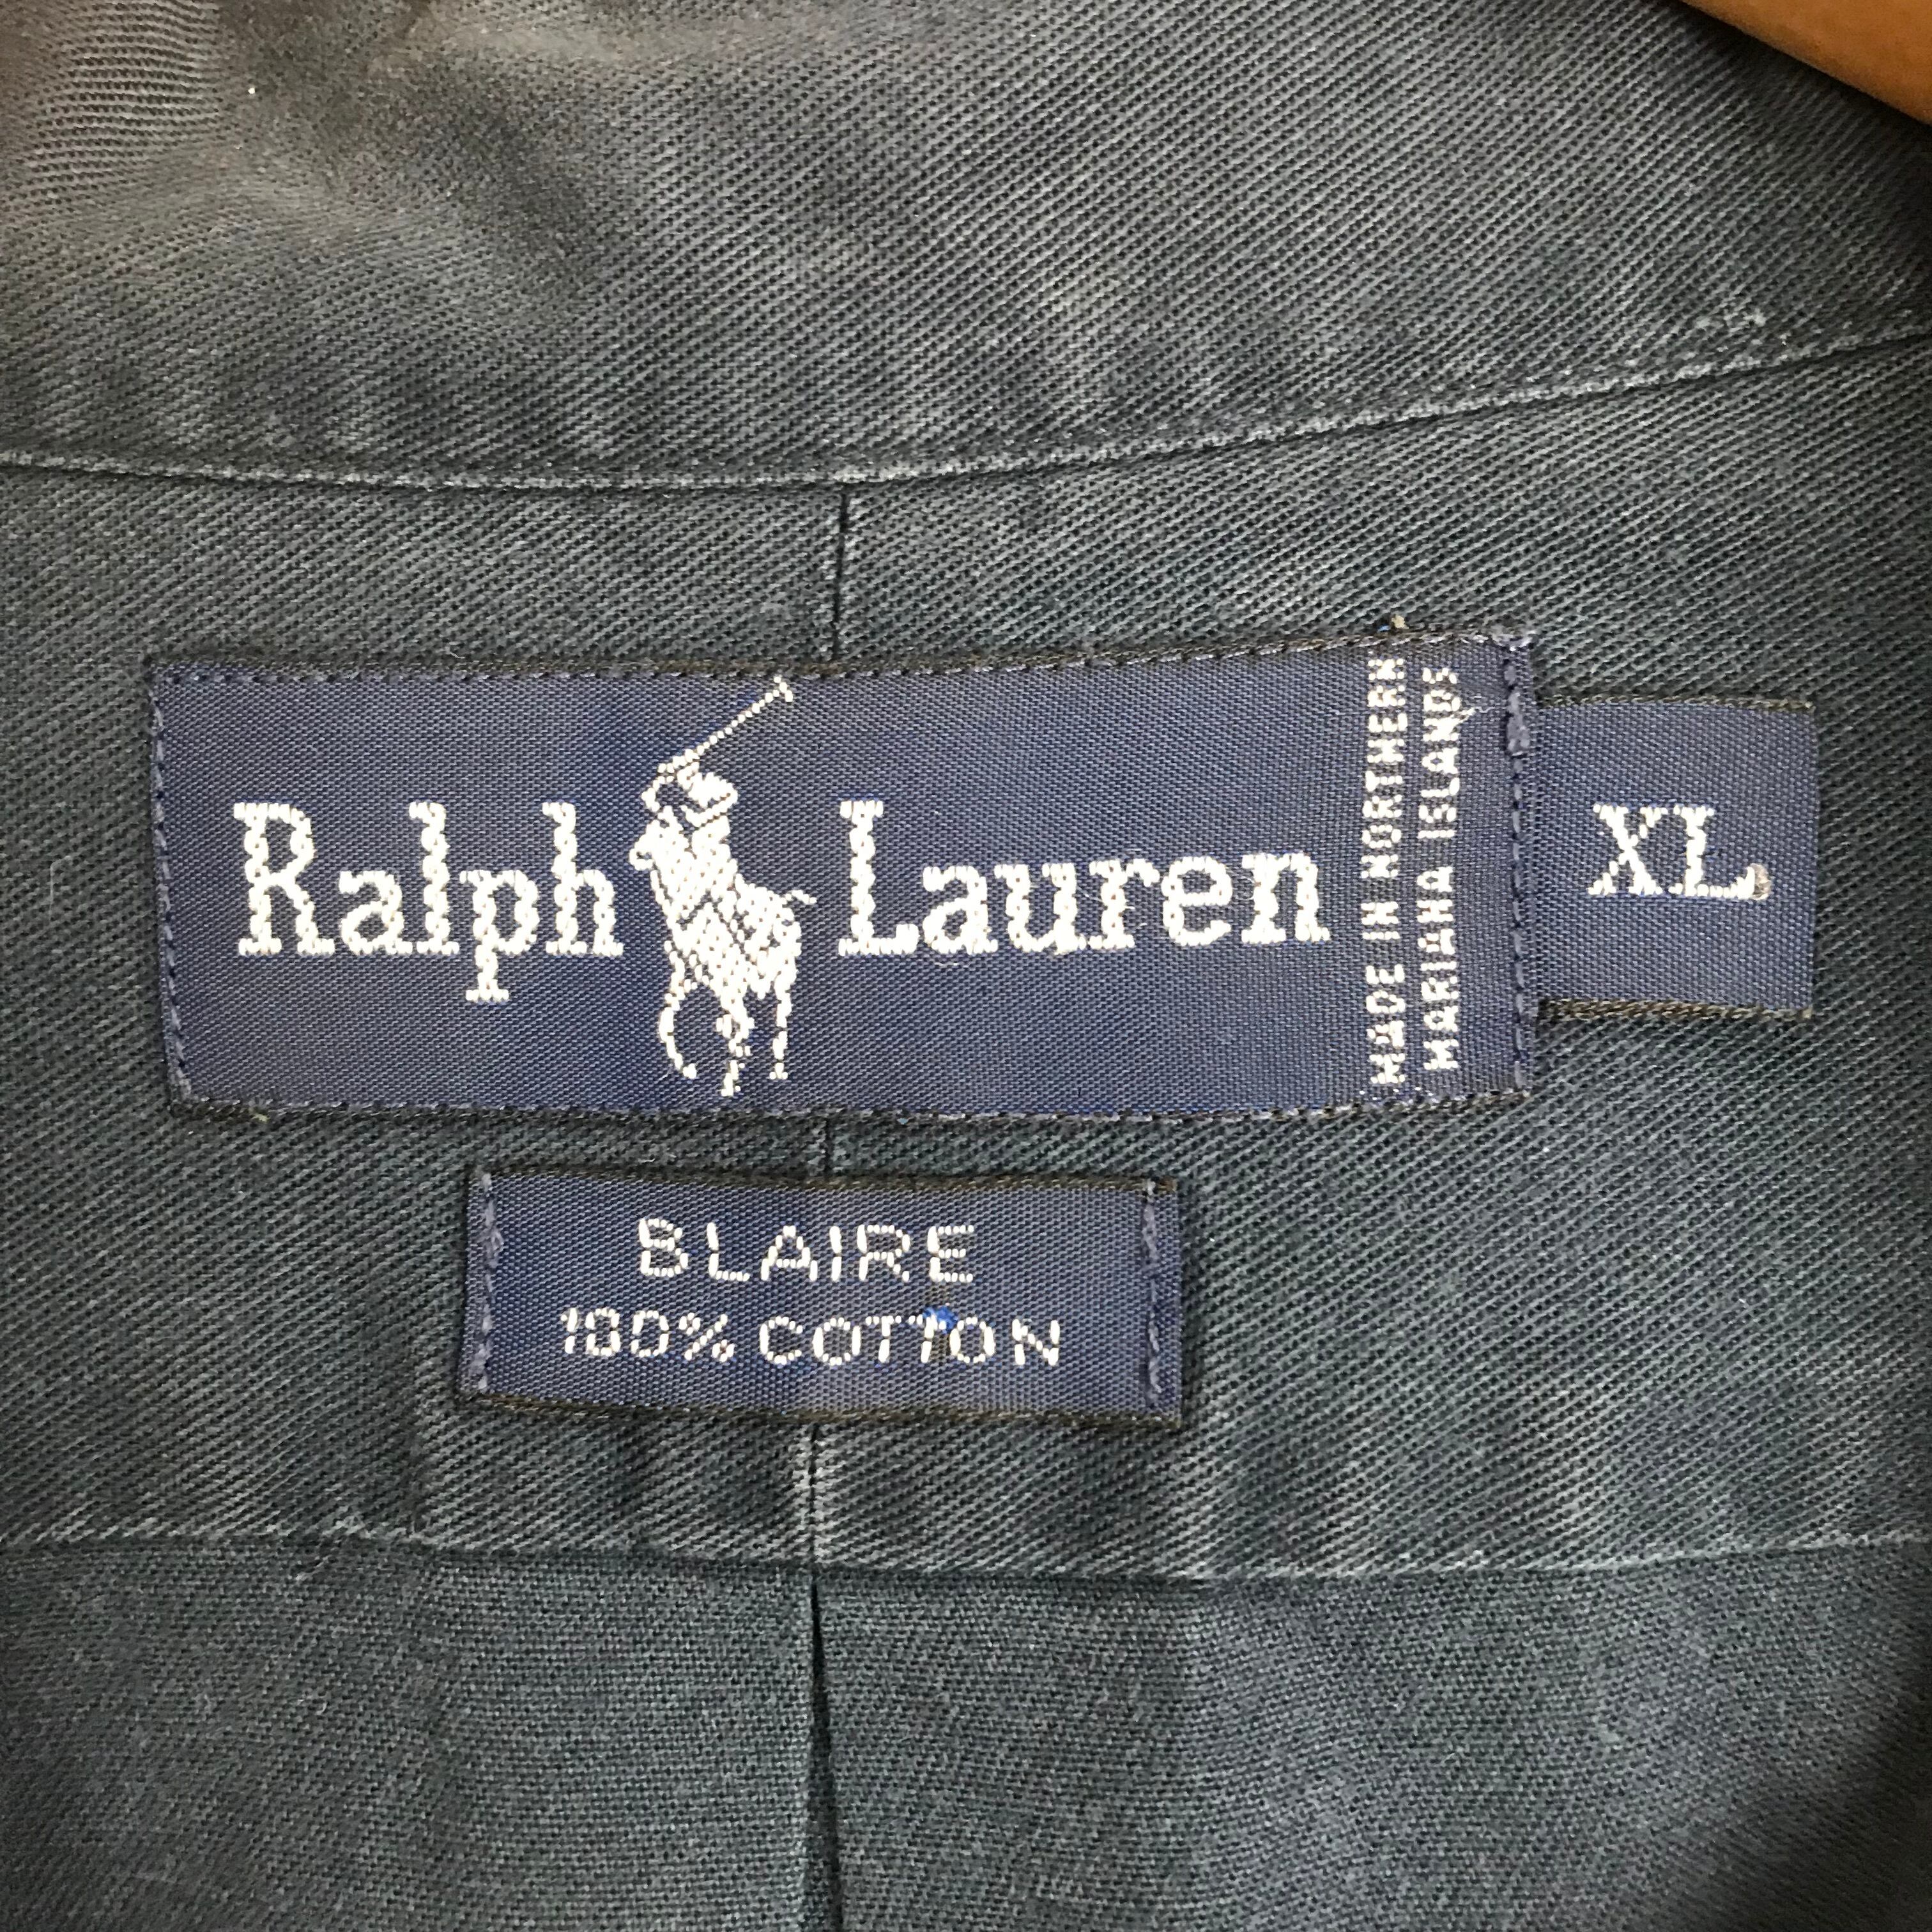 Ralph Lauren
MADE IN NORTHERN
MARIANA ISLANDS
XL
BLAIRE
100% COTTON